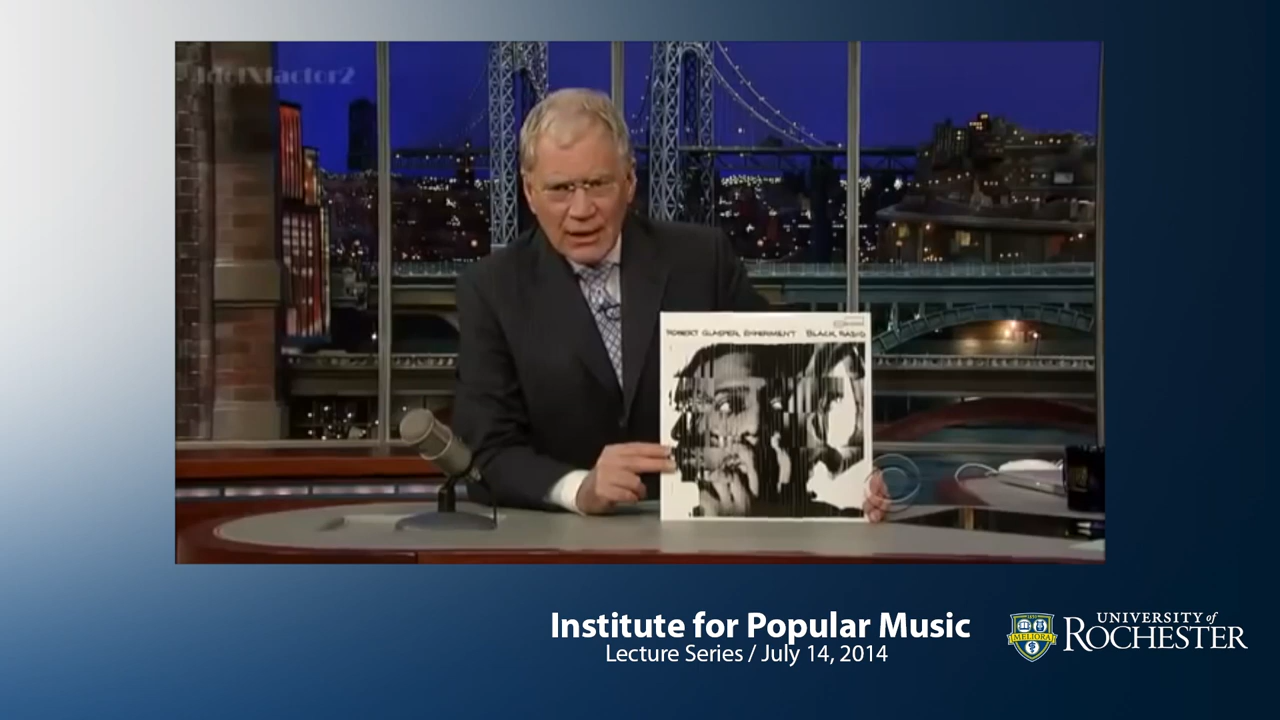 IdolXfactor2
ROBERT GLASPER EXPERIMENT BLACK RADIO
Institute for Popular Music
Lecture Series / July 14, 2014
UNIVERSITY of
ROCHESTER
MELIORA